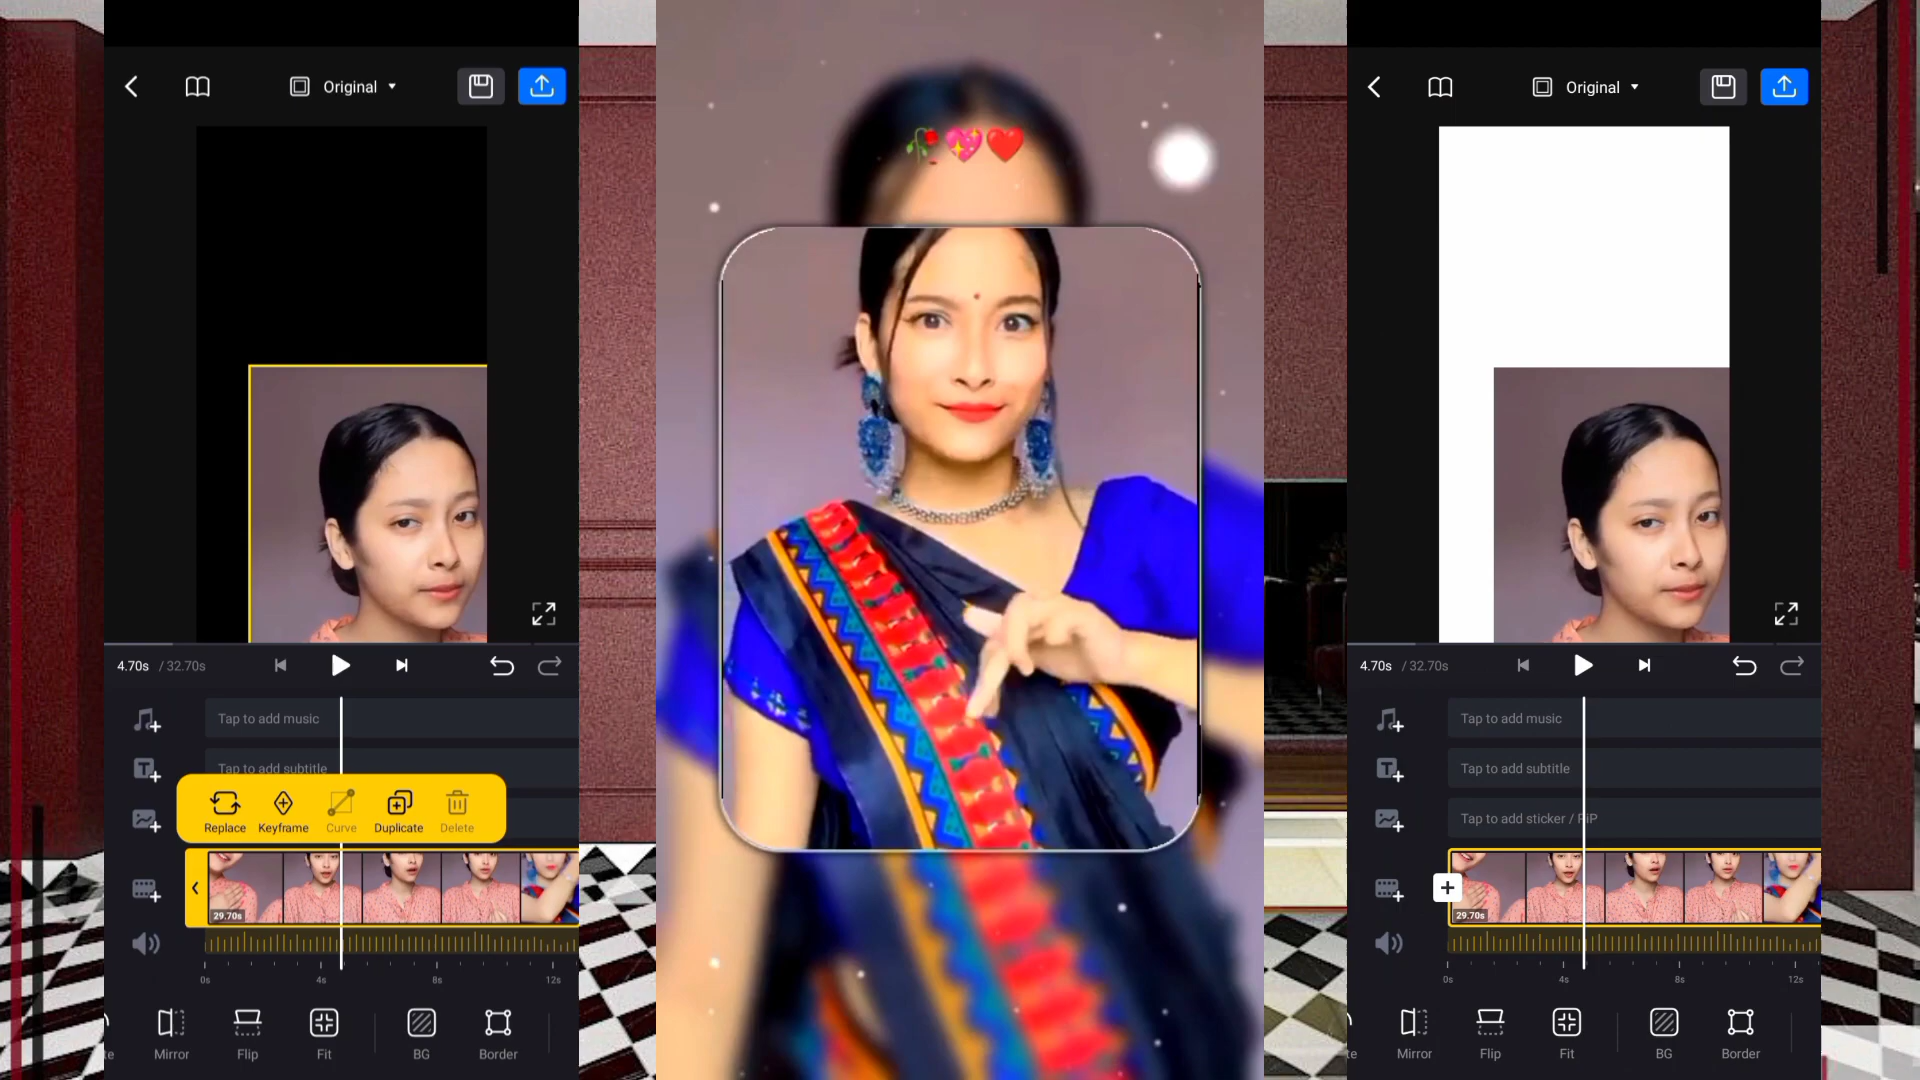 Original
4.70s / 32.70s
Tap to add music
Tap to add subtitle
Replace Keyframe Curve Duplicate Delete
29.70s
0s 4s 8s 12s
te Mirror Flip Fit BG Border
Original
4.70s / 32.70s
Tap to add music
Tap to add subtitle
Tap to add sticker / PiP
29.70s
0s 4s 8s 12s
te Mirror Flip Fit BG Border